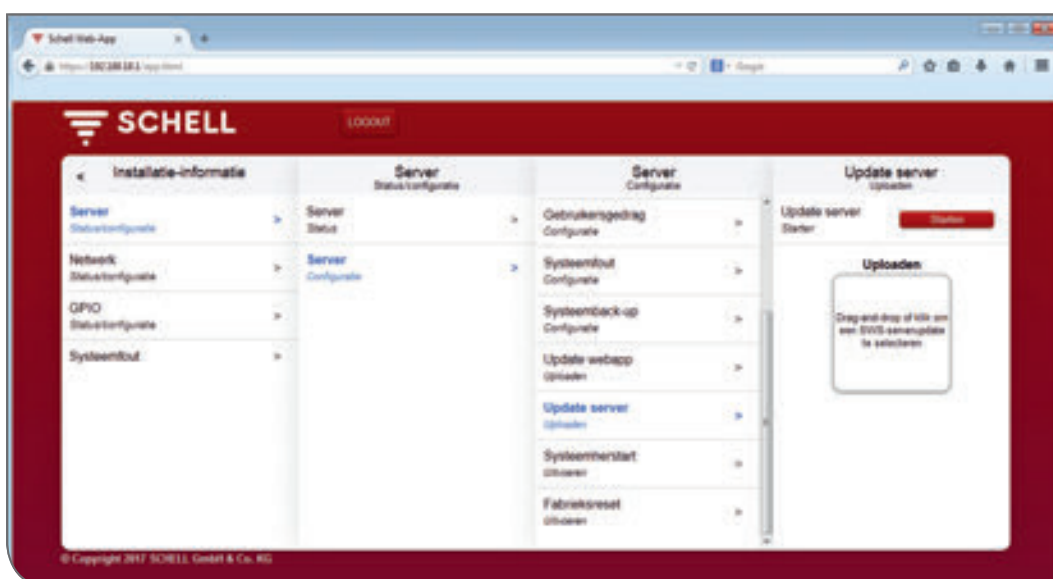 Schell Web-App
Google
SCHELL
LOGOUT
Installatie-informatie
Server
Status/configuratie
Server
Configuratie
Update server
Uploaden
Server
Status/configuratie
Netwerk
Status/configuratie
GPIO
Status/configuratie
Systeemfout
Server
Status
Server
Configuratie
Gebruikersgedrag
Configuratie
Systeemfout
Configuratie
Systeemback-up
Configuratie
Update webapp
Uploaden
Update server
Uploaden
Systeemherstart
Uitvoeren
Fabrieksreset
Uitvoeren
Update server
Starten
Starten
Uploaden
Drag-and-drop of klik om
een SWS-serverupdate
te selecteren
© Copyright 2017 SCHELL GmbH & Co. KG